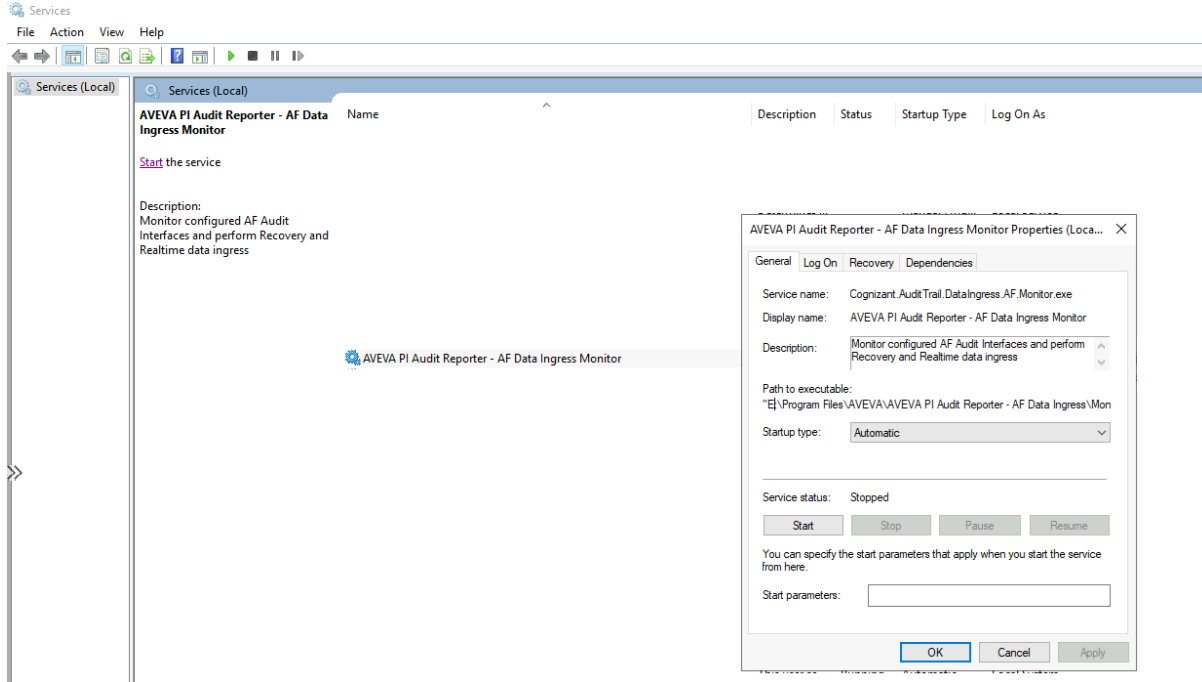 Services
File Action View Help
Services (Local)
Services (Local)
AVEVA PI Audit Reporter - AF Data
Ingress Monitor
Start the service
Description:
Monitor configured AF Audit
Interfaces and perform Recovery and
Realtime data ingress
Name Description Status Startup Type Log On As
AVEVA PI Audit Reporter - AF Data Ingress Monitor
AVEVA PI Audit Reporter - AF Data Ingress Monitor Properties (Loca...
General Log On Recovery Dependencies
Service name: Cognizant.AuditTrail.DataIngress.AF.Monitor.exe
Display name: AVEVA PI Audit Reporter - AF Data Ingress Monitor
Description: Monitor configured AF Audit Interfaces and perform
Recovery and Realtime data ingress
Path to executable:
"E:\Program Files\AVEVA\AVEVA PI Audit Reporter - AF Data Ingress\Mon
Startup type: Automatic
Service status: Stopped
Start Stop Pause Resume
You can specify the start parameters that apply when you start the service
from here.
Start parameters:
OK Cancel Apply